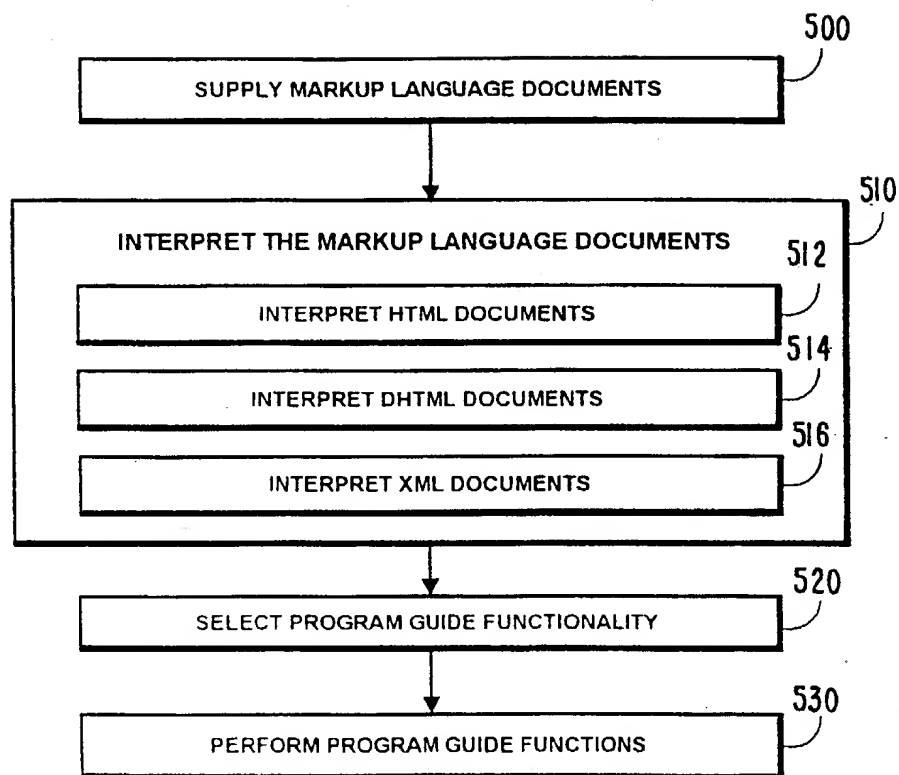 500
SUPPLY MARKUP LANGUAGE DOCUMENTS
510
INTERPRET THE MARKUP LANGUAGE DOCUMENTS
512
INTERPRET HTML DOCUMENTS
514
INTERPRET DHTML DOCUMENTS
516
INTERPRET XML DOCUMENTS
520
SELECT PROGRAM GUIDE FUNCTIONALITY
530
PERFORM PROGRAM GUIDE FUNCTIONS